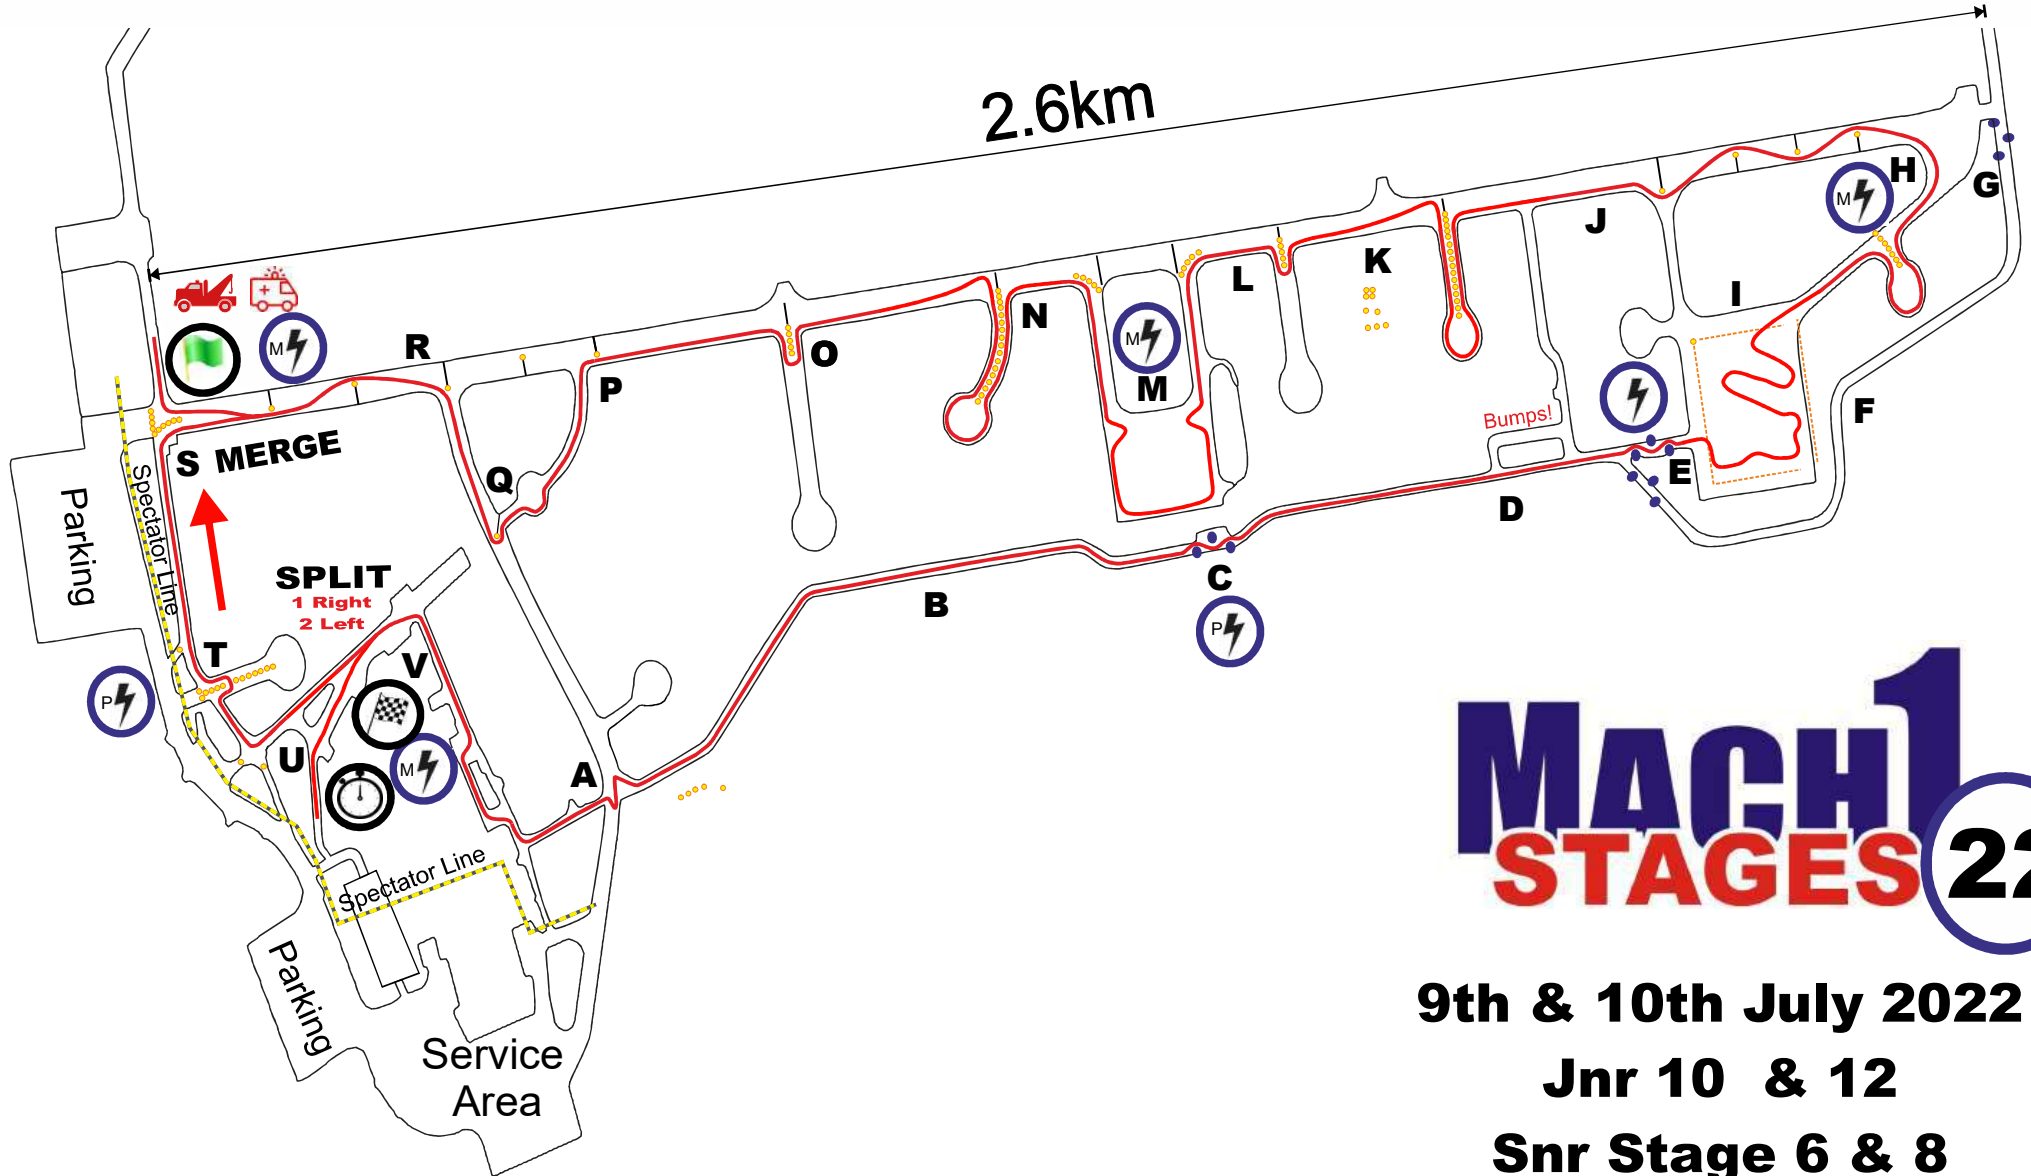 2.6km
H
G
M
J
K
I
L
R
M
N
O
M
M
P
M
F
Bumps!
S MERGE
E
Q
D
Spectator Line
Parking
SPLIT
1 Right
2 Left
C
B
P
T
V
P
U
M
A
MACH1
STAGES
22
Spectator Line
Parking
Service
Area
9th & 10th July 2022
Jnr 10 & 12
Snr Stage 6 & 8